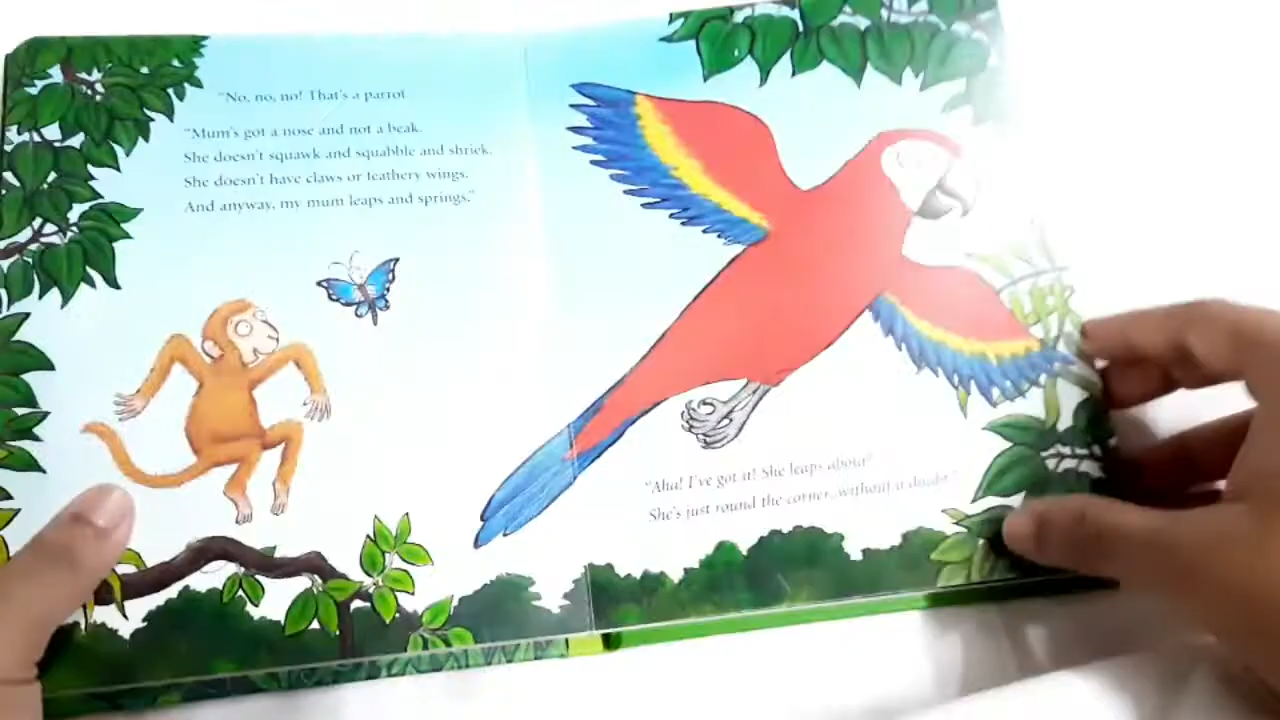 "No, no, no! That's a parrot.
"Mum's got a nose and not a beak.
She doesn't squawk and squabble and shriek.
She doesn't have claws or feathery wings.
And anyway, my mum leaps and springs."
"Aha! I've got it! She leaps about?
She's just round the corner, without a doubt."